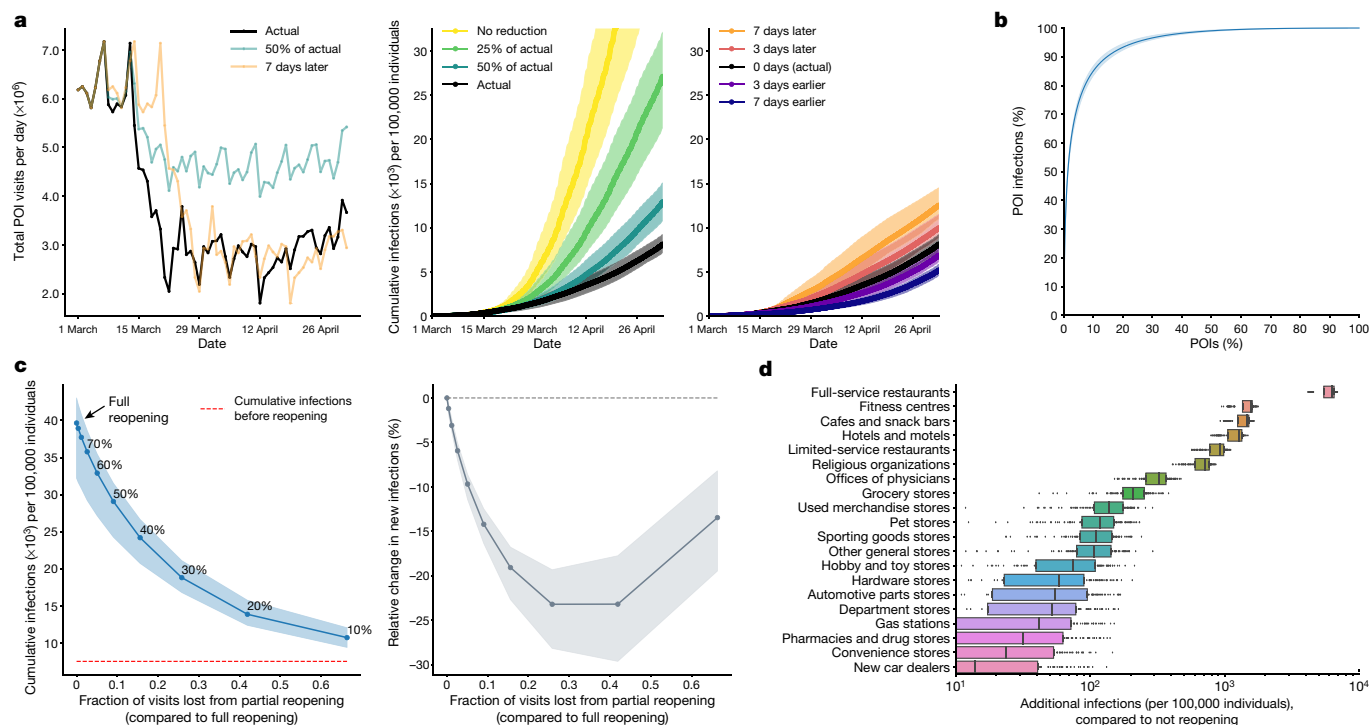 a
Total POI visits per day (×10⁶)
7.0
6.0
5.0
4.0
3.0
2.0
Actual
50% of actual
7 days later
1 March
15 March
29 March
12 April
26 April
Date
Cumulative infections (×10³) per 100,000 individuals
30
25
20
15
10
5
0
No reduction
25% of actual
50% of actual
Actual
1 March
15 March
29 March
12 April
26 April
Date
30
25
20
15
10
5
0
7 days later
3 days later
0 days (actual)
3 days earlier
7 days earlier
1 March
15 March
29 March
12 April
26 April
Date
b
POI infections (%)
100
90
80
70
60
50
40
30
20
10
0
0 10 20 30 40 50 60 70 80 90 100
POIs (%)
c
Cumulative infections (×10³) per 100,000 individuals
40
35
30
25
20
15
10
Full
reopening
Cumulative infections
before reopening
70%
60%
50%
40%
30%
20%
10%
0 0.1 0.2 0.3 0.4 0.5 0.6
Fraction of visits lost from partial reopening
(compared to full reopening)
Relative change in new infections (%)
0
−5
−10
−15
−20
−25
−30
0 0.1 0.2 0.3 0.4 0.5 0.6
Fraction of visits lost from partial reopening
(compared to full reopening)
d
Full-service restaurants
Fitness centres
Cafes and snack bars
Hotels and motels
Limited-service restaurants
Religious organizations
Offices of physicians
Grocery stores
Used merchandise stores
Pet stores
Sporting goods stores
Other general stores
Hobby and toy stores
Hardware stores
Automotive parts stores
Department stores
Gas stations
Pharmacies and drug stores
Convenience stores
New car dealers
10¹ 10² 10³ 10⁴
Additional infections (per 100,000 individuals),
compared to not reopening